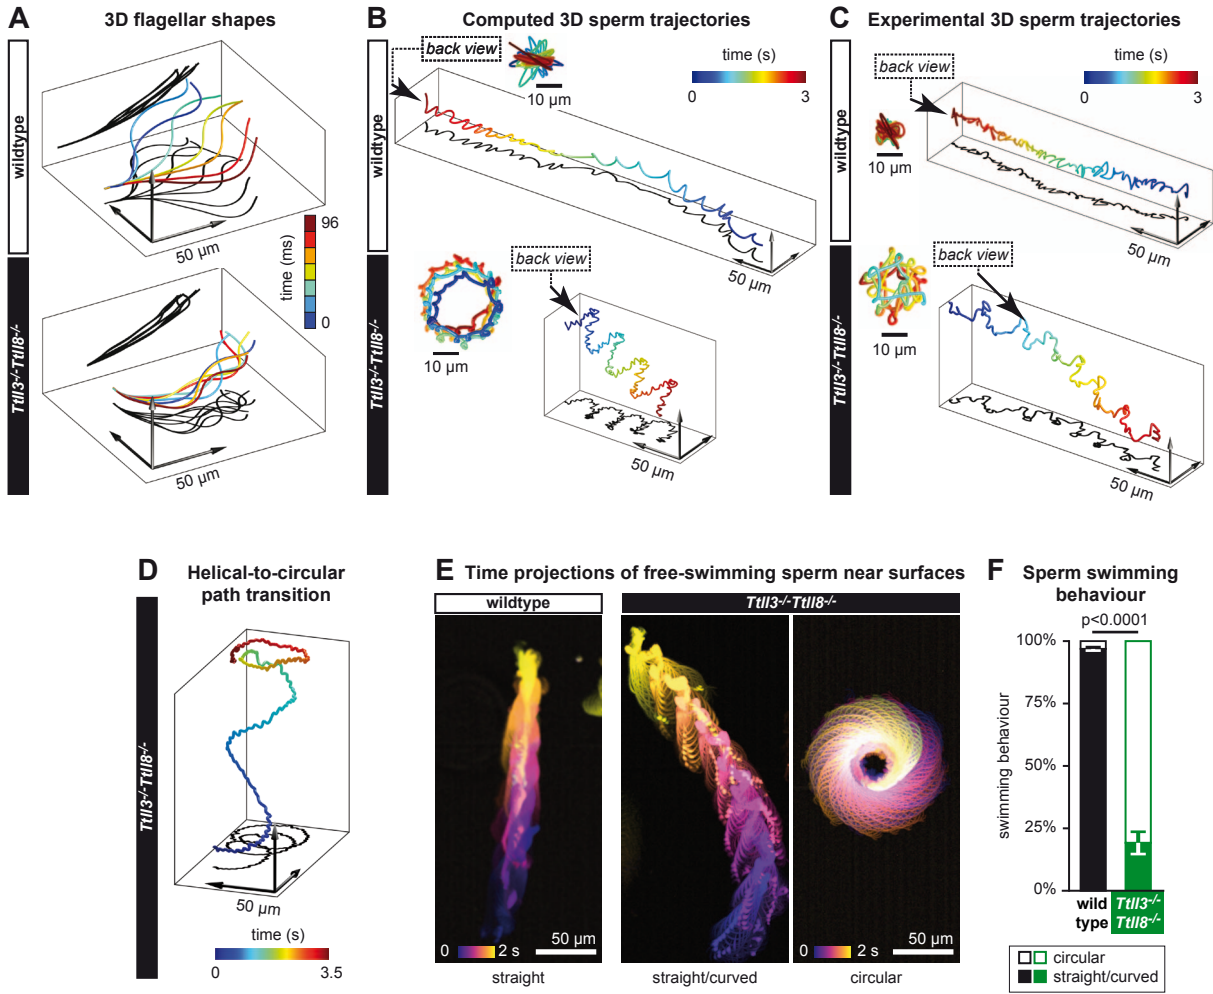 A 3D flagellar shapes
wildtype
Ttll3-/-Ttll8-/-
50 µm
time (ms)
96
0
50 µm
B Computed 3D sperm trajectories
wildtype
Ttll3-/-Ttll8-/-
back view
10 µm
time (s)
0 3
50 µm
back view
10 µm
50 µm
C Experimental 3D sperm trajectories
wildtype
Ttll3-/-Ttll8-/-
back view
10 µm
time (s)
0 3
50 µm
back view
10 µm
50 µm
D Helical-to-circular
path transition
Ttll3-/-Ttll8-/-
50 µm
time (s)
0 3.5
E Time projections of free-swimming sperm near surfaces
wildtype
Ttll3-/-Ttll8-/-
0 2 s 50 µm
50 µm
0 2 s 50 µm
straight
straight/curved
circular
F Sperm swimming
behaviour
p<0.0001
swimming behaviour
100%
75%
50%
25%
0%
wild
type
Ttll3-/-
Ttll8-/-
circular
straight/curved